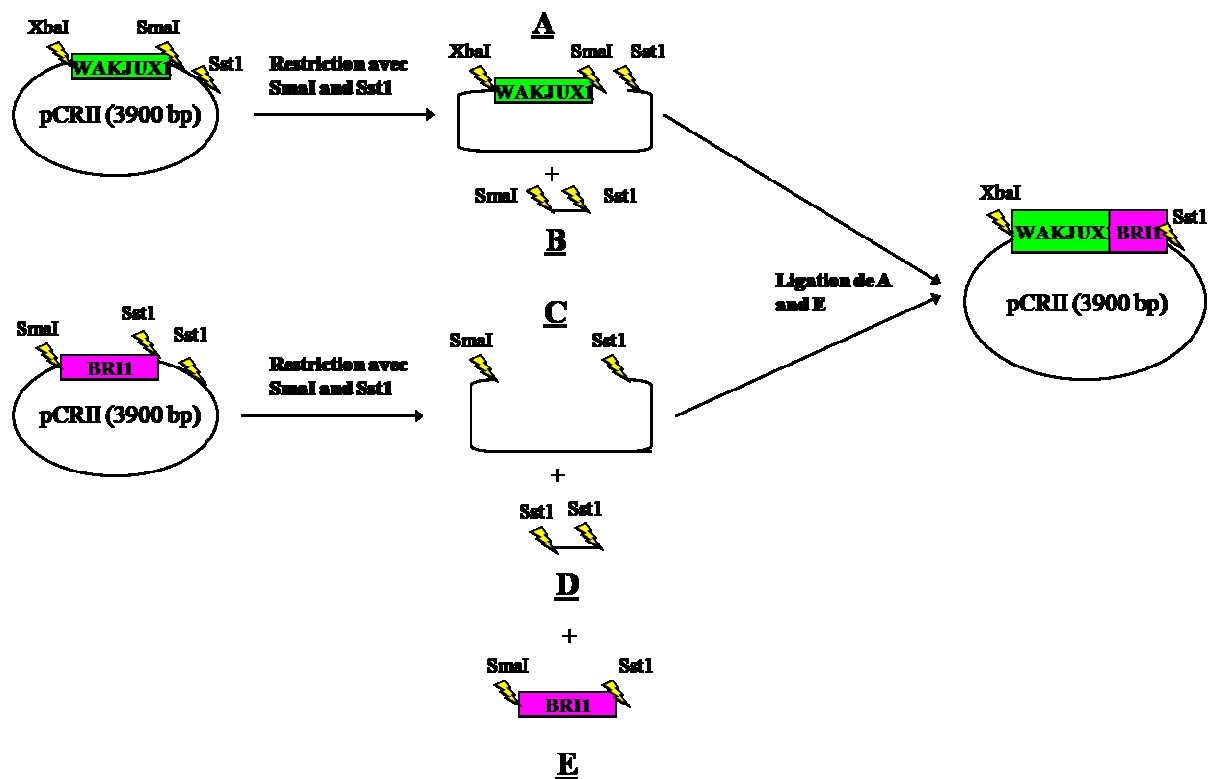 A
XbaI
SmaI
Sst1
WAKJUX1
pCRII (3900 bp)
Restriction avec
SmaI and Sst1
XbaI
SmaI
Sst1
WAKJUX1
+
SmaI
Sst1
B
XbaI
Sst1
WAKJUX
BRI1
pCRII (3900 bp)
Ligation de A
and E
C
SmaI
Sst1
Sst1
BRI1
pCRII (3900 bp)
Restriction avec
SmaI and Sst1
SmaI
Sst1
+
Sst1
Sst1
D
+
SmaI
Sst1
BRI1
E